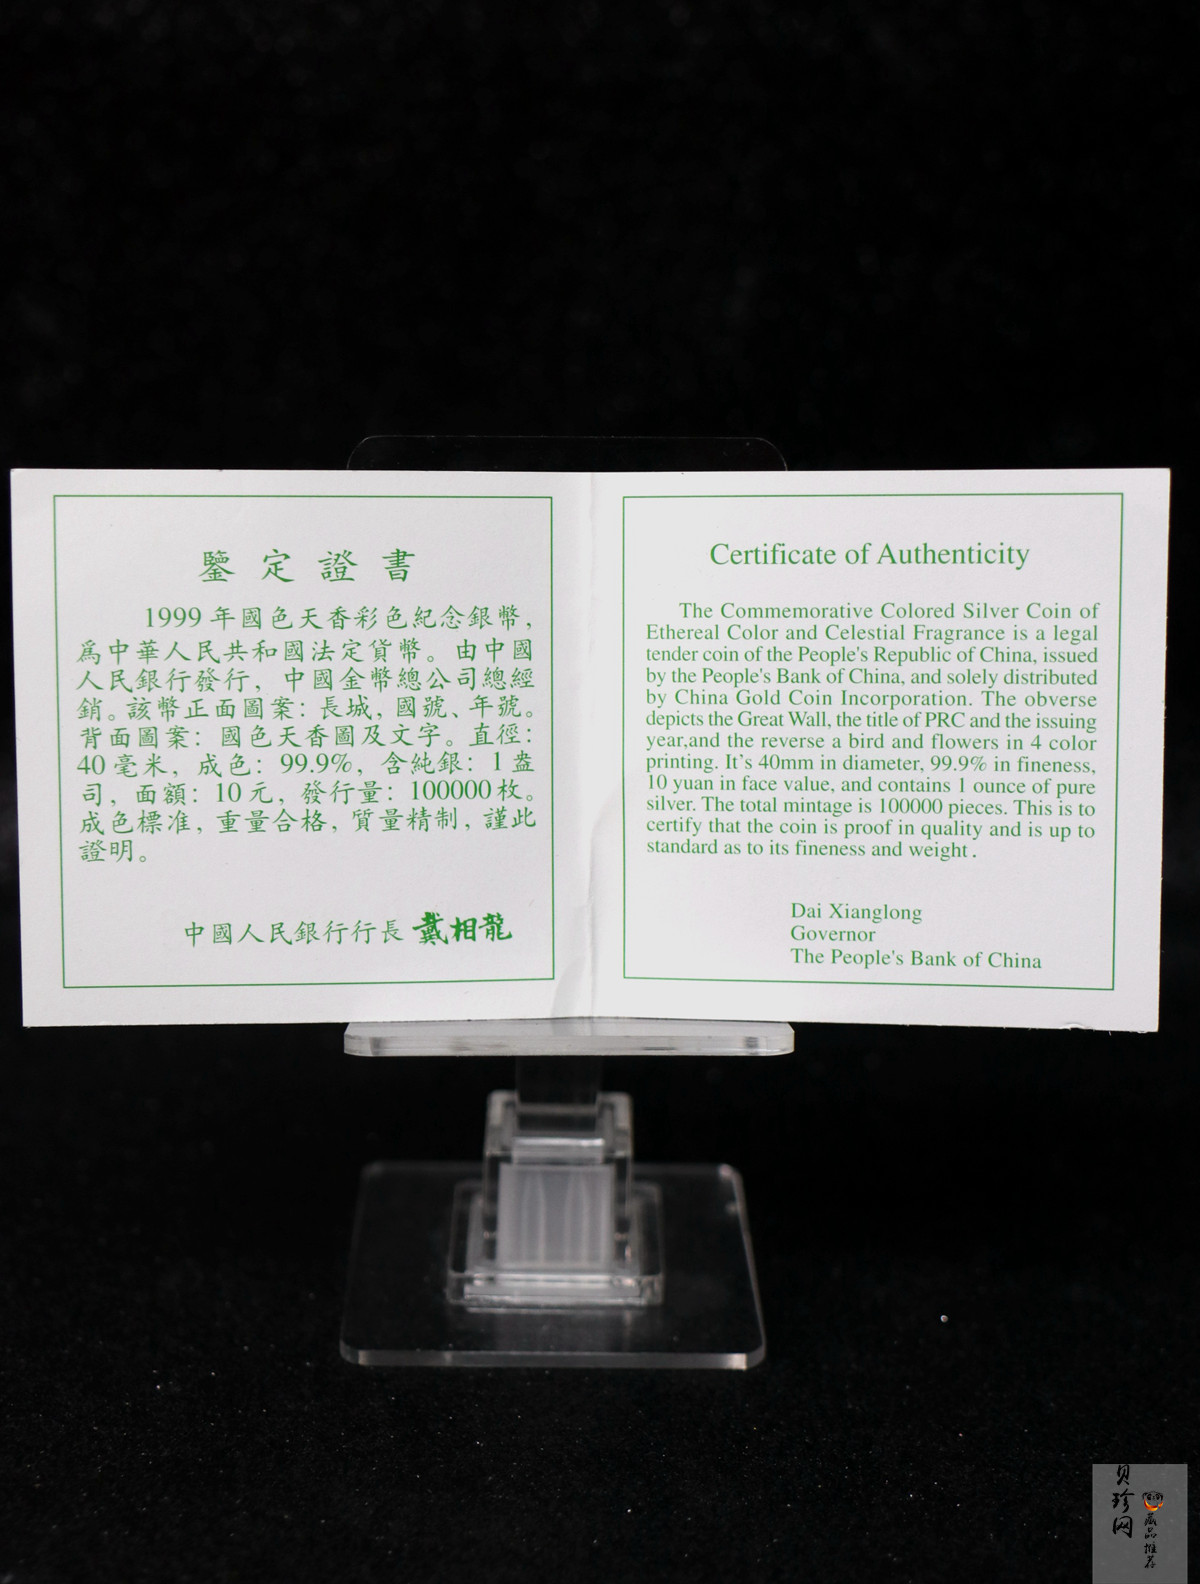 鑒定證書
1999年國色天香彩色紀念銀幣，
爲中華人民共和國法定貨幣。由中國
人民銀行發行，中國金幣總公司總經
銷。該幣正面圖案：長城，國號、年號。
背面圖案：國色天香圖及文字。直徑：
40毫米，成色：99.9%，含純銀：1盎
司，面額：10元，發行量：100000枚。
成色標准，重量合格，質量精制，謹此
證明。
中國人民銀行行長 戴相龍
Certificate of Authenticity
The Commemorative Colored Silver Coin of
Ethereal Color and Celestial Fragrance is a legal
tender coin of the People's Republic of China, issued
by the People's Bank of China, and solely distributed
by China Gold Coin Incorporation. The obverse
depicts the Great Wall, the title of PRC and the issuing
year,and the reverse a bird and flowers in 4 color
printing. It's 40mm in diameter, 99.9% in fineness,
10 yuan in face value, and contains 1 ounce of pure
silver. The total mintage is 100000 pieces. This is to
certify that the coin is proof in quality and is up to
standard as to its fineness and weight.
Dai Xianglong
Governor
The People's Bank of China
贝珍网
藏品推荐